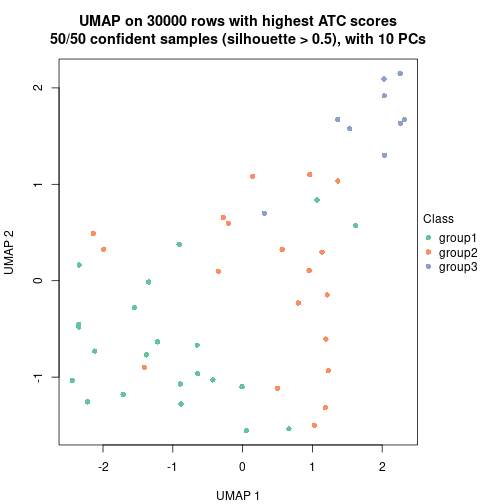 UMAP on 30000 rows with highest ATC scores
50/50 confident samples (silhouette > 0.5), with 10 PCs
2
1
0
-1
UMAP 2
-2
-1
0
1
2
UMAP 1
Class
group1
group2
group3